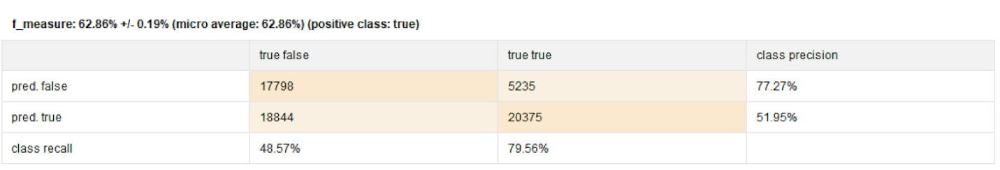 f_measure: 62.86% +/- 0.19% (micro average: 62.86%) (positive class: true)
true false true true class precision
pred. false 17798 5235 77.27%
pred. true 18844 20375 51.95%
class recall 48.57% 79.56%